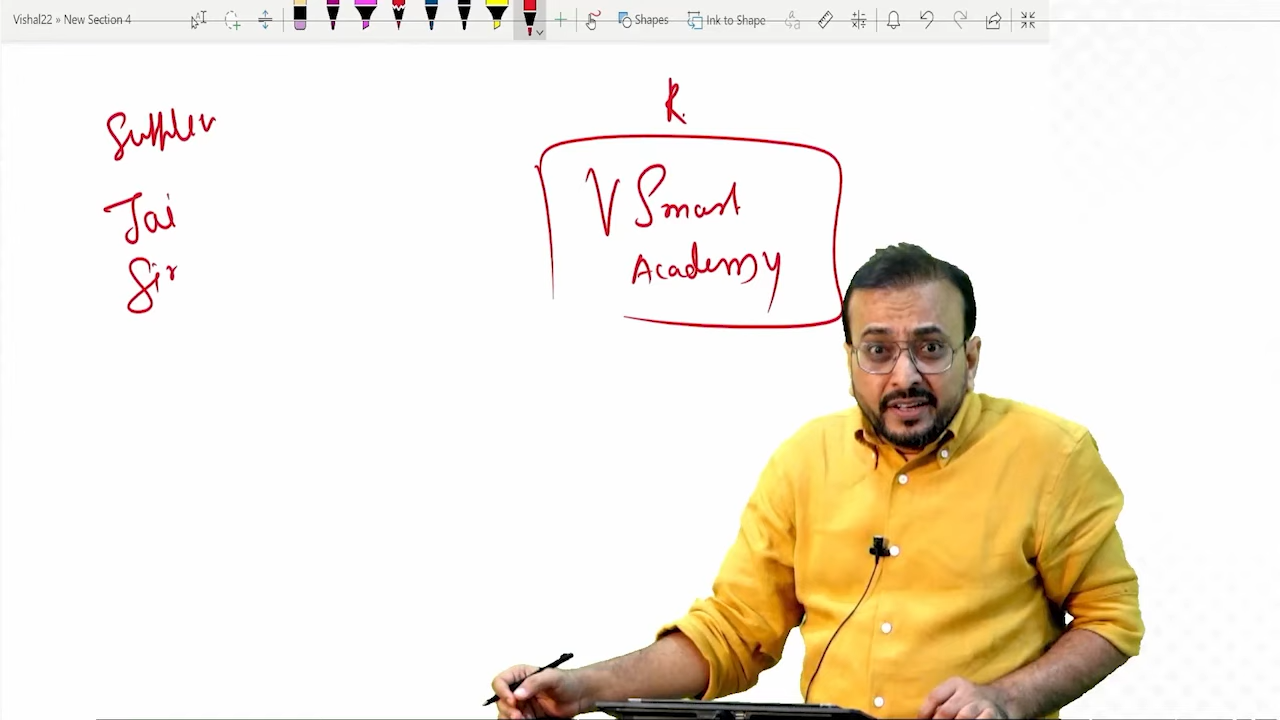 Vishal22 » New Section 4
Shapes
Ink to Shape
Supplier
Jai
Sir
R.
V Smart
Academy